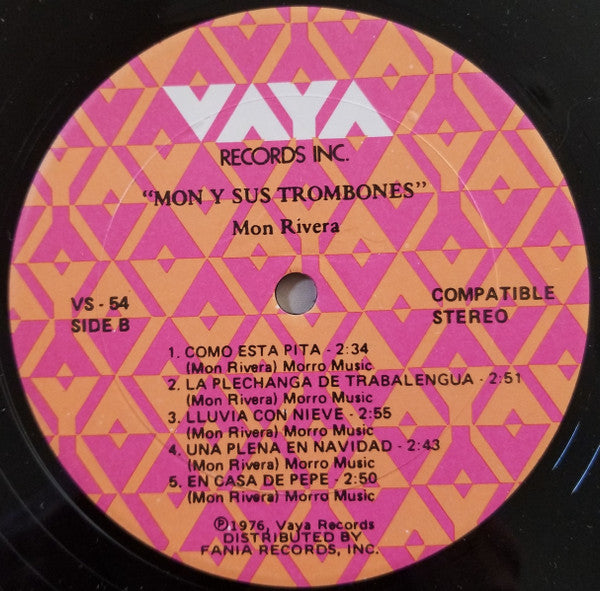 VAYA
RECORDS INC.
"MON Y SUS TROMBONES"
Mon Rivera
VS - 54
SIDE B
COMPATIBLE
STEREO
1. COMO ESTA PITA - 2:34
(Mon Rivera) Morro Music
2. LA PLECHANGA DE TRABALENGUA - 2:51
(Mon Rivera) Morro Music
3. LLUVIA CON NIEVE - 2:55
(Mon Rivera) Morro Music
4. UNA PLENA EN NAVIDAD - 2:43
(Mon Rivera) Morro Music
5. EN CASA DE PEPE - 2:50
(Mon Rivera) Morro Music
℗1976, Vaya Records
DISTRIBUTED BY
FANIA RECORDS, INC.